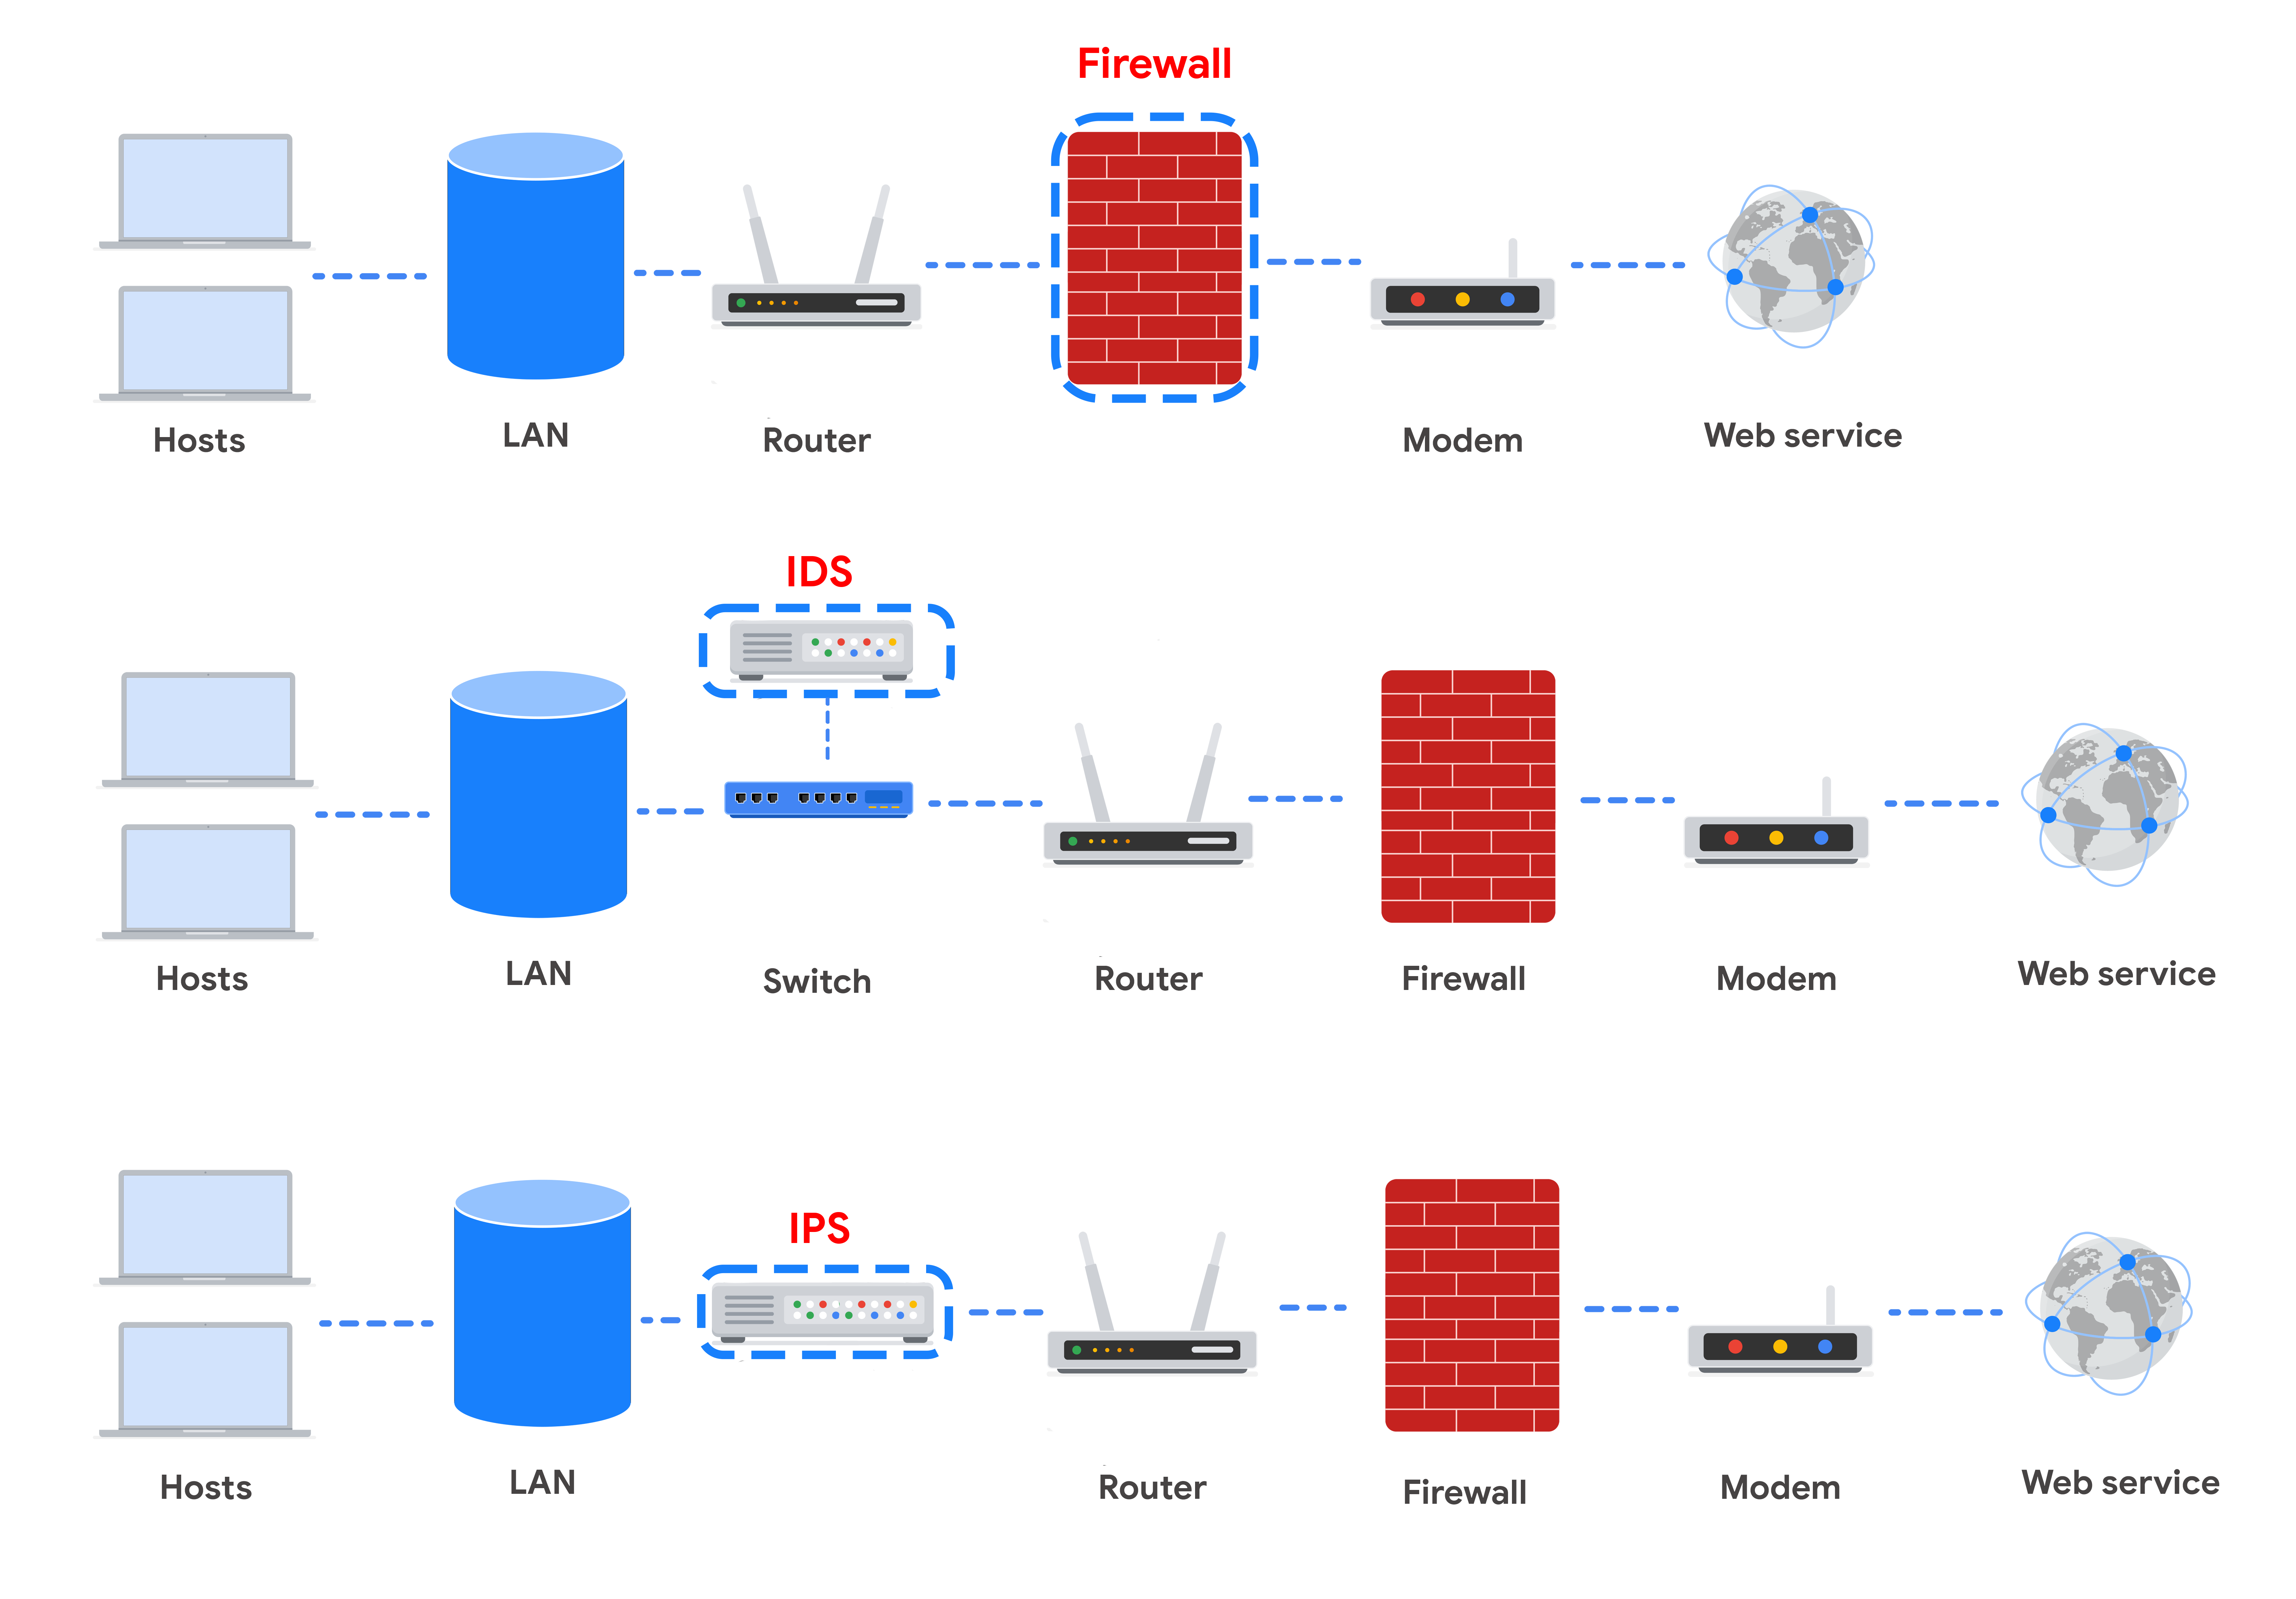 Firewall
Hosts
LAN
Router
Modem
Web service
IDS
Hosts
LAN
Switch
Router
Firewall
Modem
Web service
IPS
Hosts
LAN
Router
Firewall
Modem
Web service